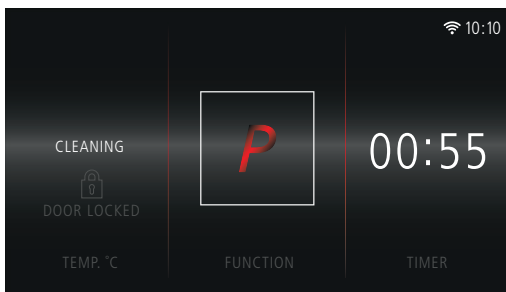 10:10
CLEANING
P
00:55
DOOR LOCKED
TEMP. °C
FUNCTION
TIMER